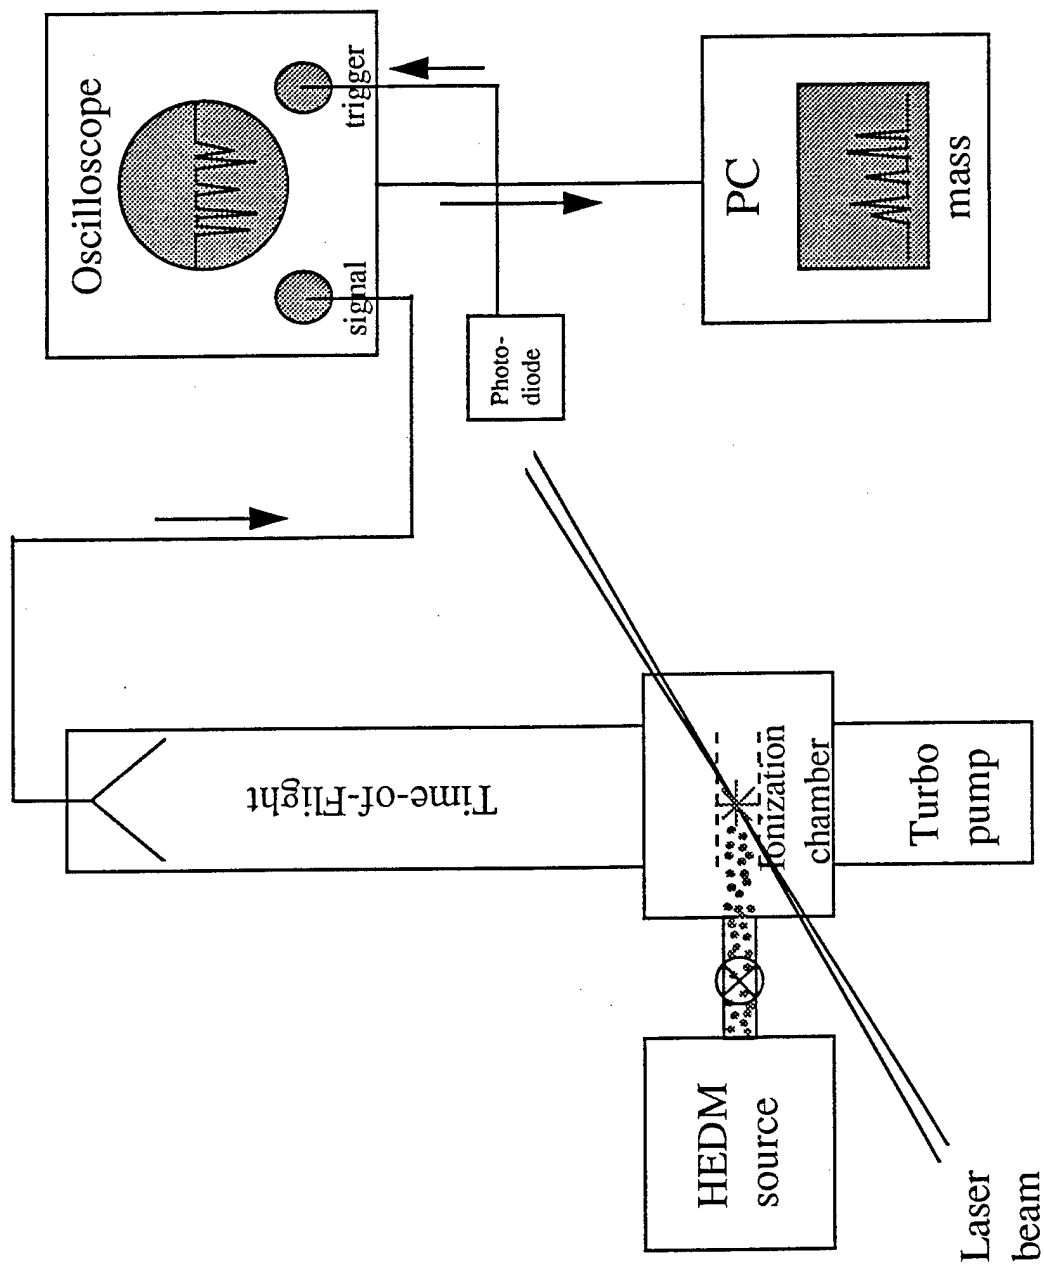 Oscilloscope
signal
trigger
Photo-
diode
PC
mass
Time-of-Flight
Ionization
chamber
Turbo
pump
HEDM
source
Laser
beam